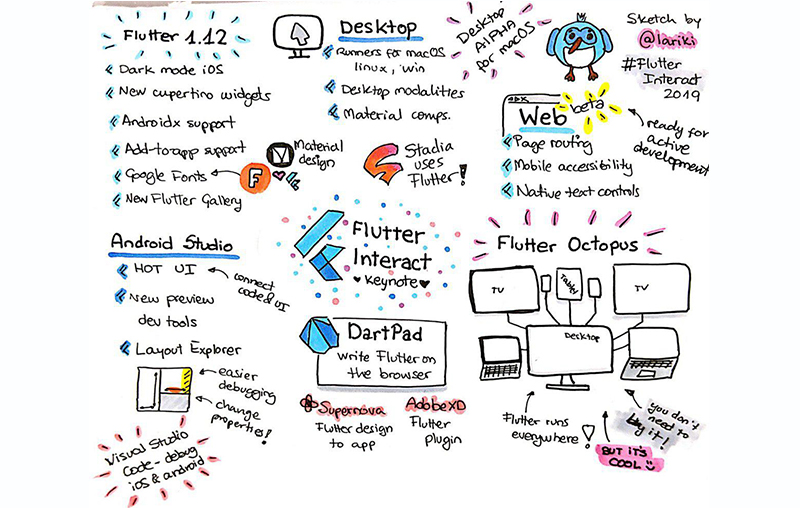 Flutter 1.12
Dark mode iOS
New cupertino widgets
Androidx support
Add-to-app support
Google Fonts
New Flutter Gallery
F
Material
design
Desktop
Runners for macOS
linux, win
Desktop modalities
Material comps.
Stadia
uses
Flutter!
Desktop
ALPHA
for macOS
Sketch by
@lariki
#Flutter
Interact
2019
Web
beta
Page routing
Mobile accessibility
Native text controls
ready for
active
development
Android Studio
HOT UI
connect
code & UI
New preview
dev tools
Layout Explorer
easier
debugging
change
properties!
Visual Studio
Code - debug
iOS & android
Flutter
Interact
Keynote
DartPad
write Flutter on
the browser
Supernova
Flutter design
to app
AdobeXD
Flutter
plugin
Flutter Octopus
TV
Tablet
TV
Desktop
Flutter runs
everywhere!
you don't
need to
buy it!
BUT IT'S
COOL